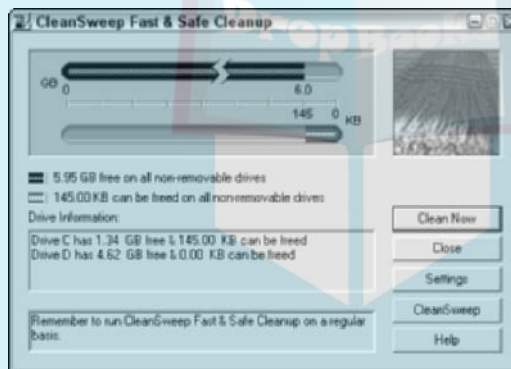 CleanSweep Fast & Safe Cleanup
Drop Books
GB 0 6.0
145 0 KB
5.95 GB free on all non-removable drives
145.00 KB can be freed on all non-removable drives
Drive Information:
Drive C has 1.34 GB free & 145.00 KB can be freed
Drive D has 4.62 GB free & 0.00 KB can be freed
Remember to run CleanSweep Fast & Safe Cleanup on a regular
basis.
Clean Now
Close
Settings
CleanSweep
Help